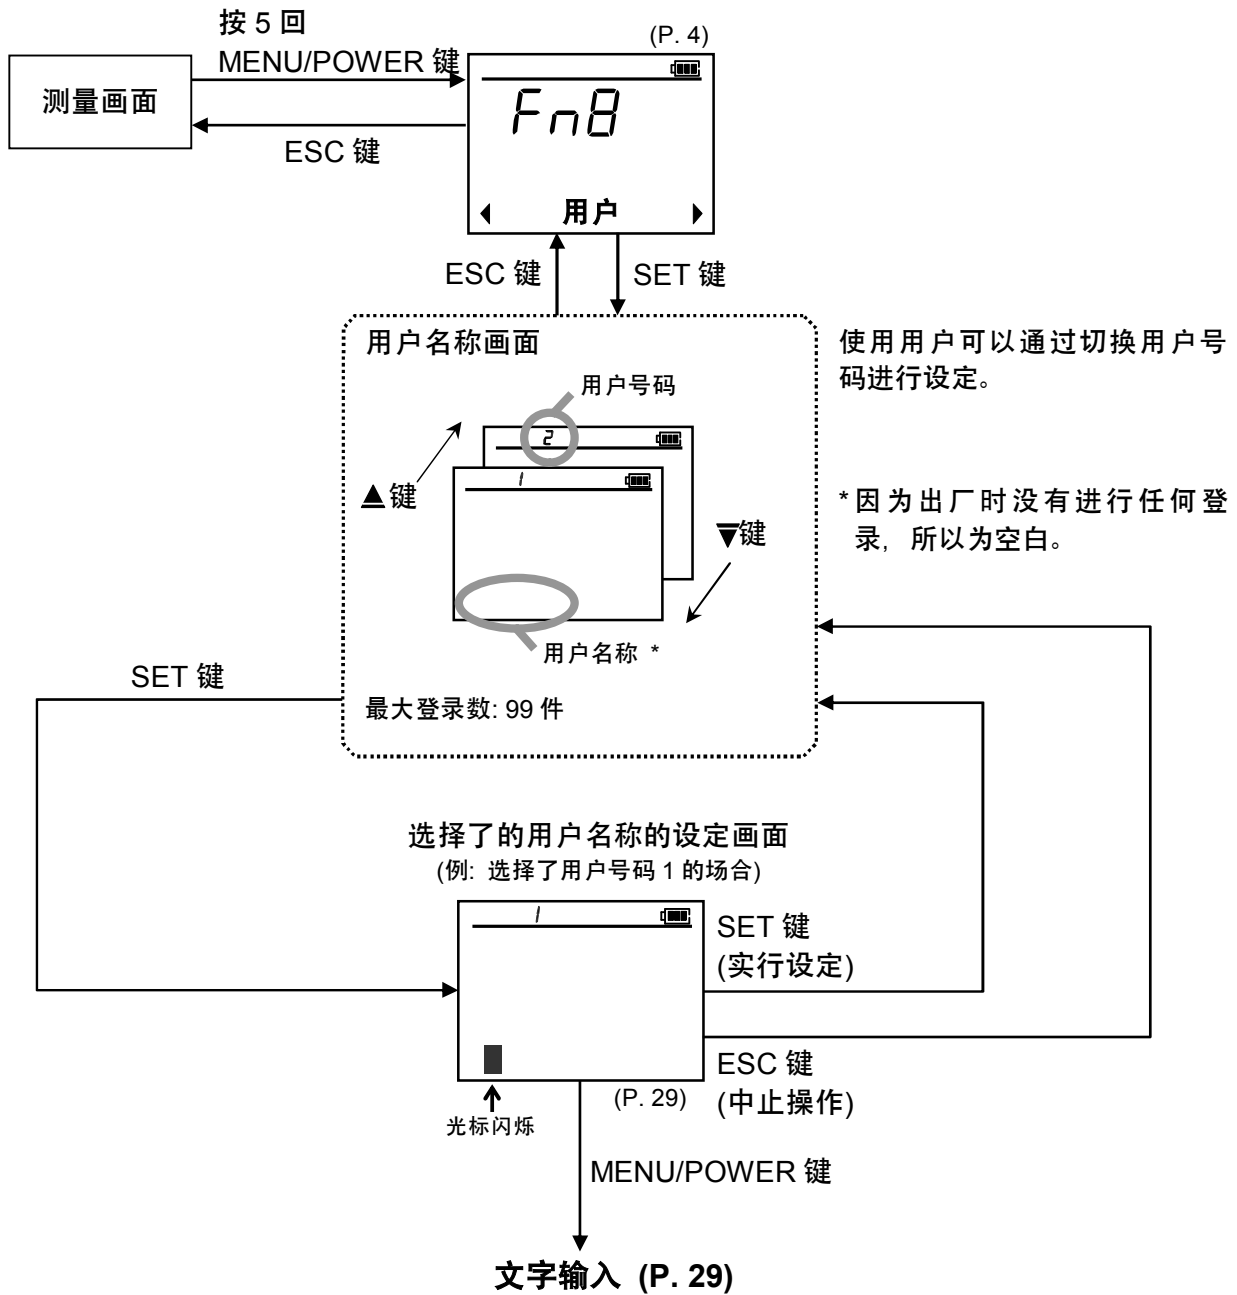 按 5 回
MENU/POWER 键
(P. 4)
测量画面
Fn8
ESC 键
用户
ESC 键
SET 键
用户名称画面
使用用户可以通过切换用户号
码进行设定。
用户号码
2
1
▲键
*因为出厂时没有进行任何登
录, 所以为空白。
▼键
用户名称 *
SET 键
最大登录数: 99 件
选择了的用户名称的设定画面
(例: 选择了用户号码 1 的场合)
1
SET 键
(实行设定)
ESC 键
(P. 29)
(中止操作)
光标闪烁
MENU/POWER 键
文字输入 (P. 29)